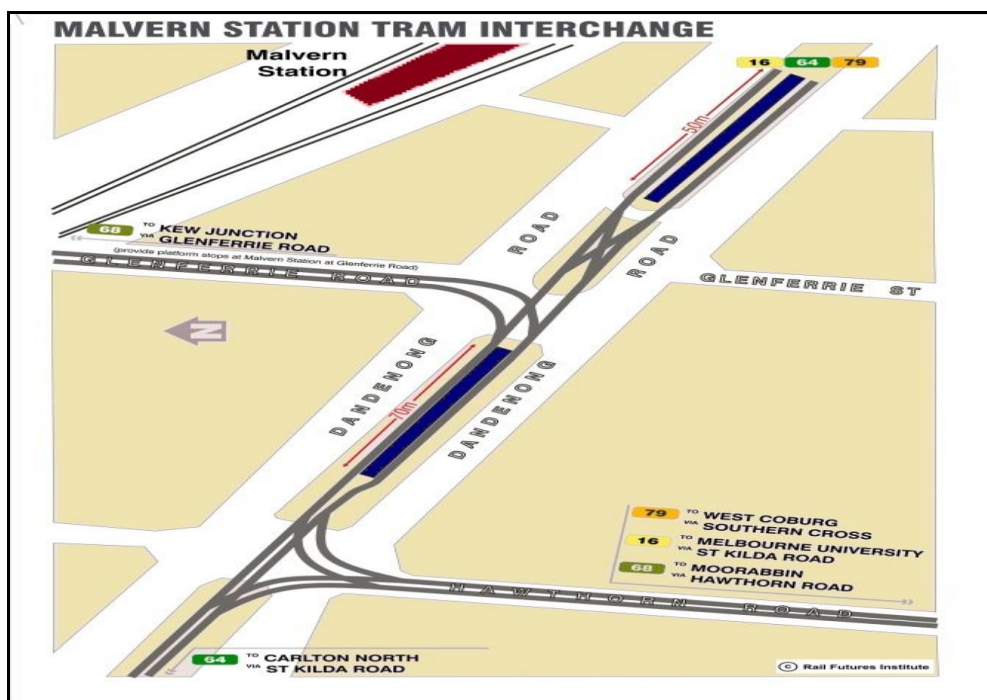 MALVERN STATION TRAM INTERCHANGE
Malvern
Station
16 64 79
50m
68 TO KEW JUNCTION
VIA GLENFERRIE ROAD
(provide platform stops at Malvern Station at Glenferrie Road)
GLENFERRIE ROAD
ROAD
ROAD
GLENFERRIE ST
N
DANDENONG
70m
DANDENONG
79 TO WEST COBURG
VIA SOUTHERN CROSS
16 TO MELBOURNE UNIVERSITY
VIA ST KILDA ROAD
68 TO MOORABBIN
VIA HAWTHORN ROAD
HAWTHORN ROAD
64 TO CARLTON NORTH
VIA ST KILDA ROAD
© Rail Futures Institute